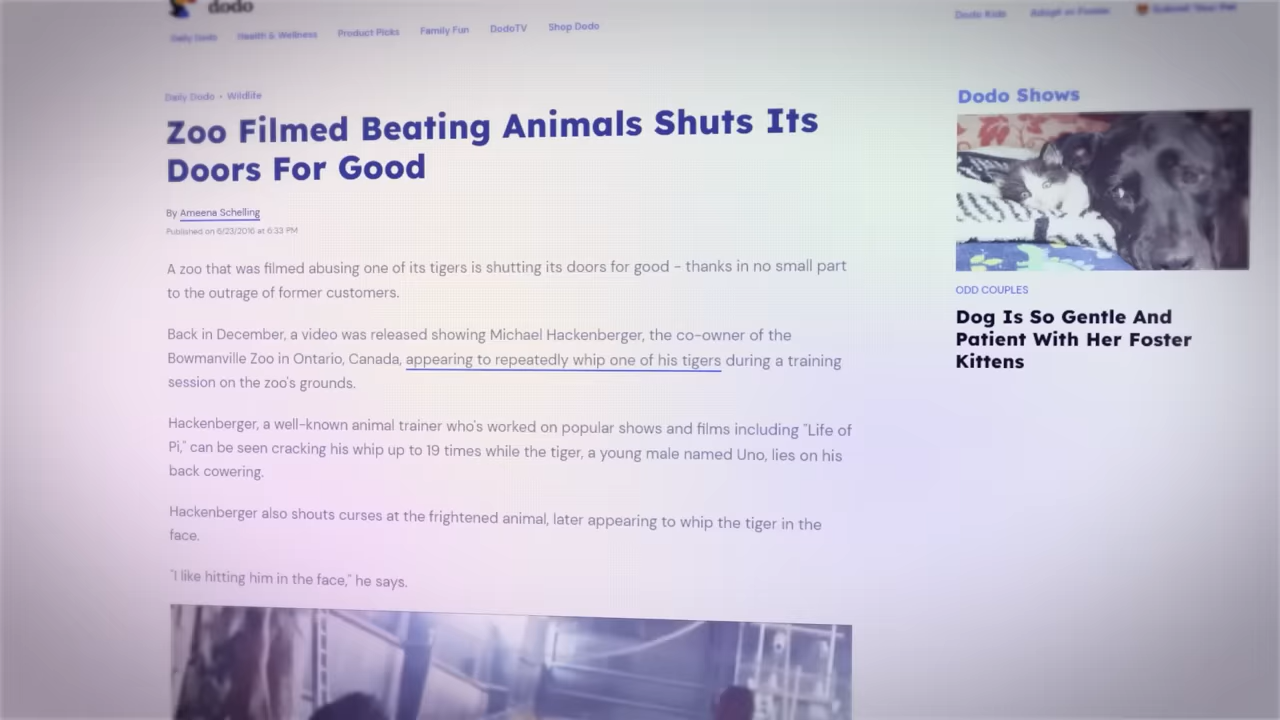 dodo
Dodo Kids
Daily Dodo
Health & Wellness
Product Picks
Family Fun
DodoTV
Shop Dodo
Daily Dodo • Wildlife
Zoo Filmed Beating Animals Shuts Its
Doors For Good
By Ameena Schelling
Published on 6/23/2016 at 6:33 PM
A zoo that was filmed abusing one of its tigers is shutting its doors for good – thanks in no small part
to the outrage of former customers.
Back in December, a video was released showing Michael Hackenberger, the co-owner of the
Bowmanville Zoo in Ontario, Canada, appearing to repeatedly whip one of his tigers during a training
session on the zoo's grounds.
Hackenberger, a well-known animal trainer who's worked on popular shows and films including "Life of
Pi," can be seen cracking his whip up to 19 times while the tiger, a young male named Uno, lies on his
back cowering.
Hackenberger also shouts curses at the frightened animal, later appearing to whip the tiger in the
face.
"I like hitting him in the face," he says.
Dodo Shows
ODD COUPLES
Dog Is So Gentle And
Patient With Her Foster
Kittens